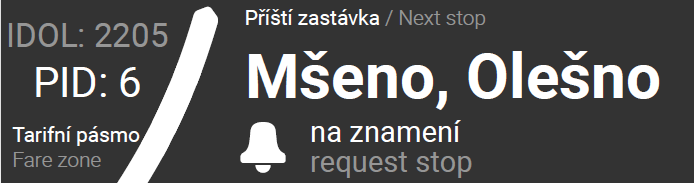 IDOL: 2205
PID: 6
Tarifní pásmo
Fare zone
Příští zastávka / Next stop
Mšeno, Olešno
na znamení
request stop